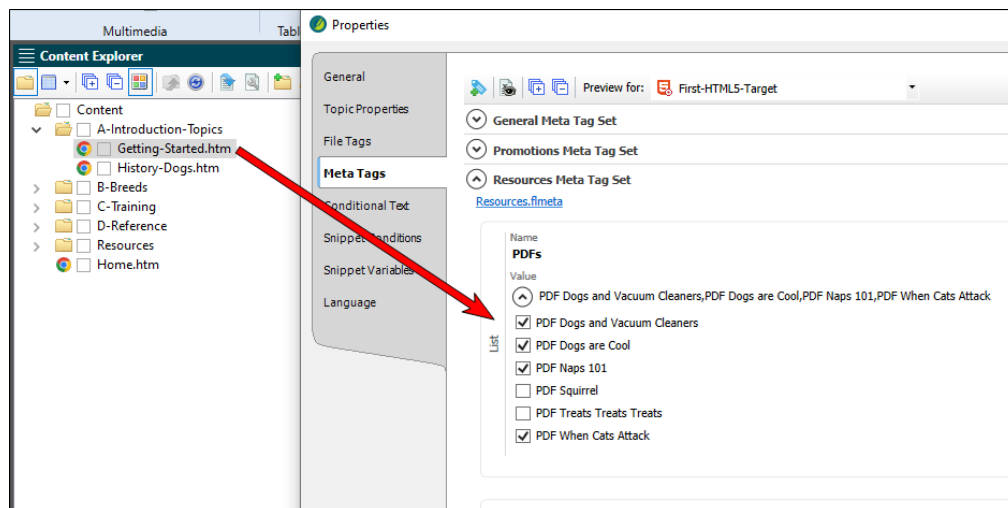 Multimedia
Tabl
Properties
Content Explorer
Content
A-Introduction-Topics
Getting-Started.htm
History-Dogs.htm
B-Breeds
C-Training
D-Reference
Resources
Home.htm
General
Topic Properties
File Tags
Meta Tags
Conditional Text
Snippet Conditions
Snippet Variables
Language
Preview for: First-HTML5-Target
General Meta Tag Set
Promotions Meta Tag Set
Resources Meta Tag Set
Resources.flmeta
List
Name
PDFs
Value
PDF Dogs and Vacuum Cleaners,PDF Dogs are Cool,PDF Naps 101,PDF When Cats Attack
PDF Dogs and Vacuum Cleaners
PDF Dogs are Cool
PDF Naps 101
PDF Squirrel
PDF Treats Treats Treats
PDF When Cats Attack